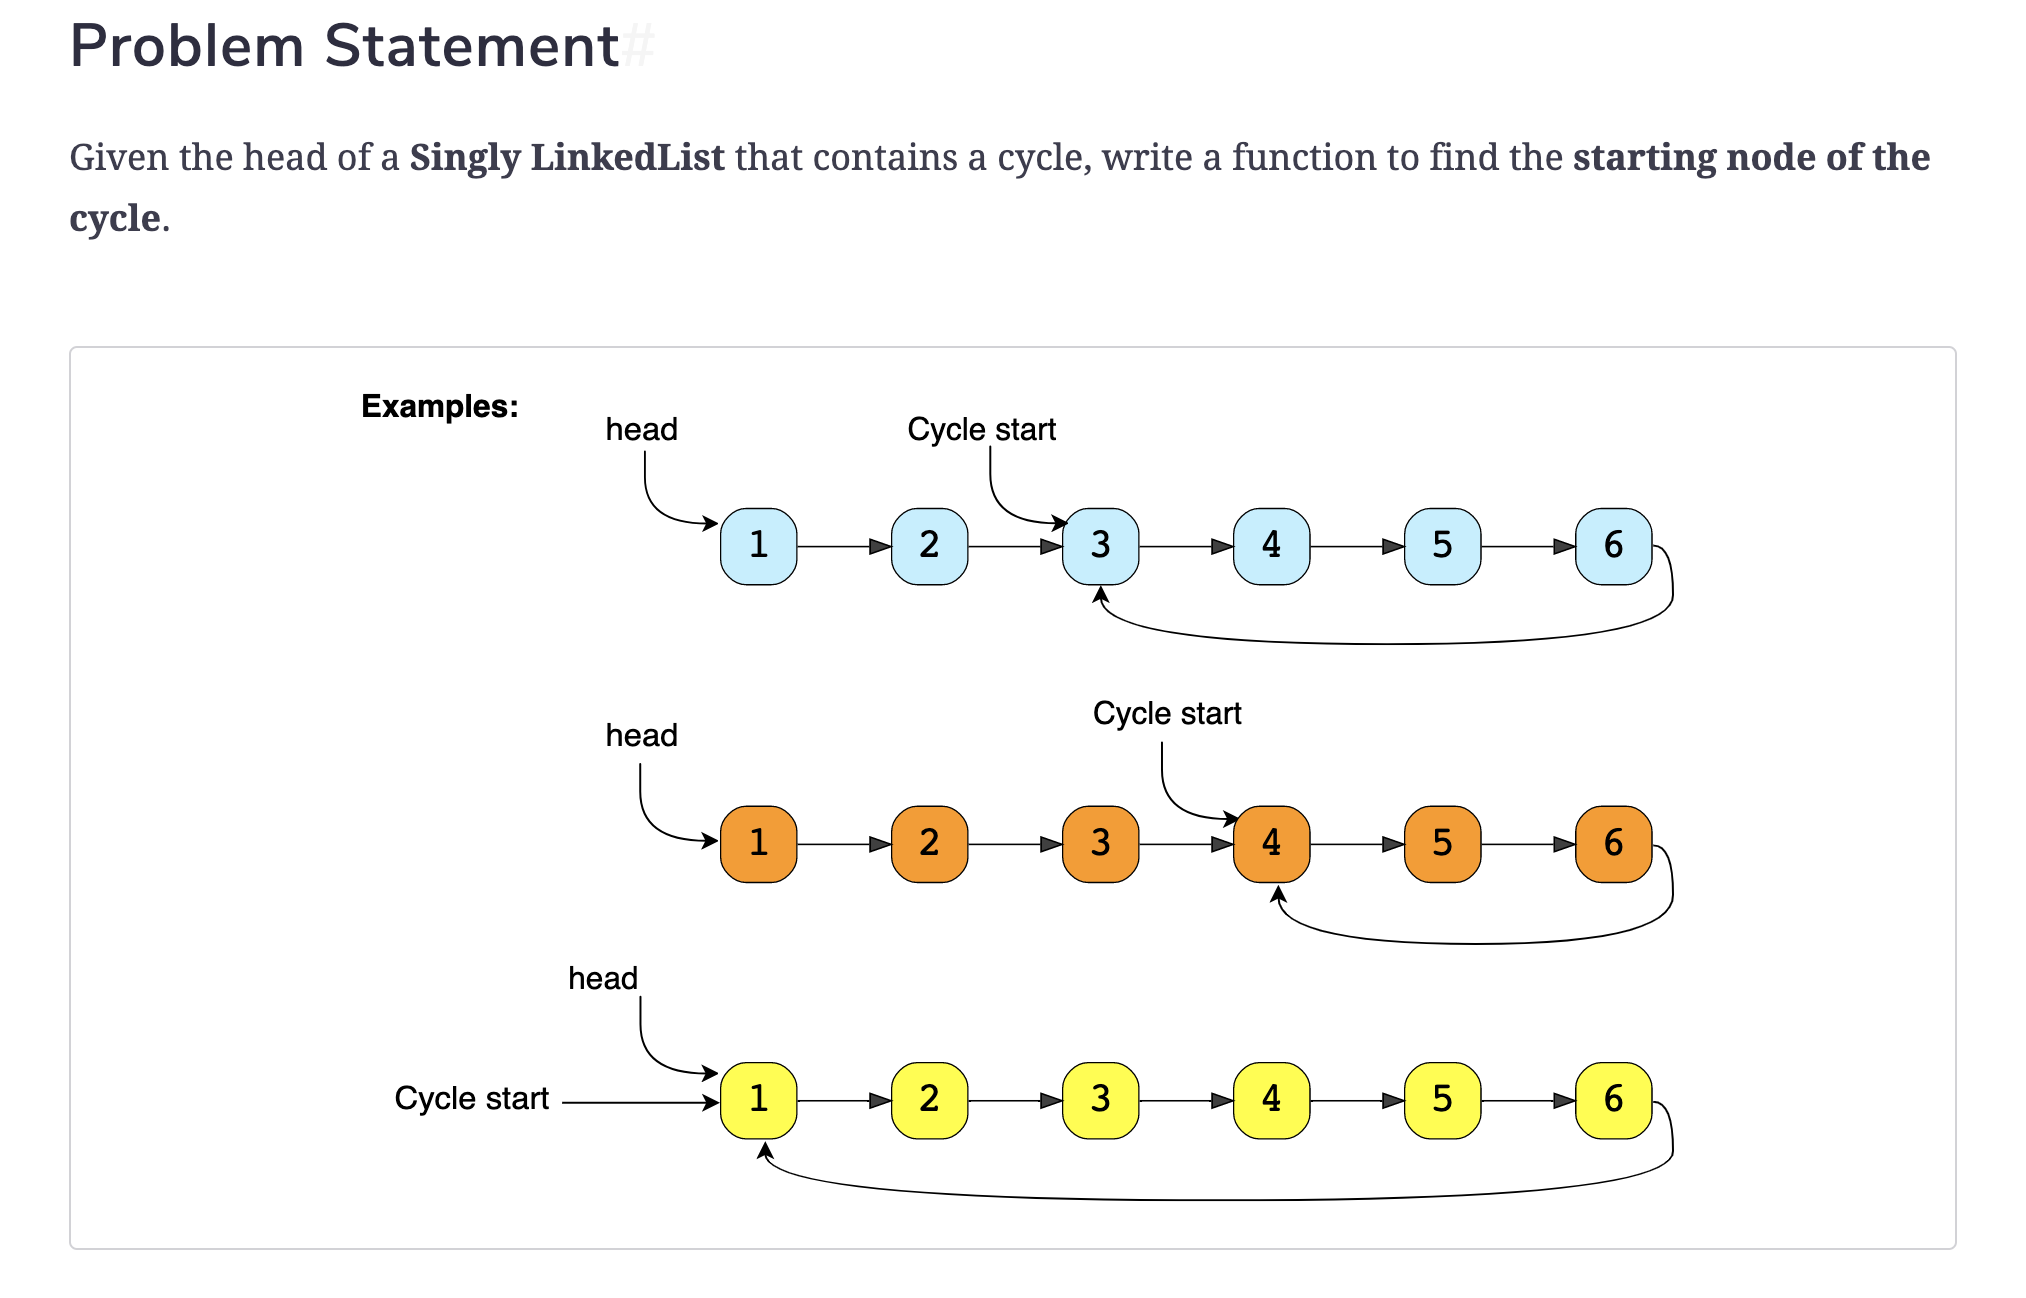 Problem Statement#
Given the head of a Singly LinkedList that contains a cycle, write a function to find the starting node of the
cycle.
Examples:
head Cycle start
1 2 3 4 5 6
Cycle start
head
1 2 3 4 5 6
head
Cycle start 1 2 3 4 5 6